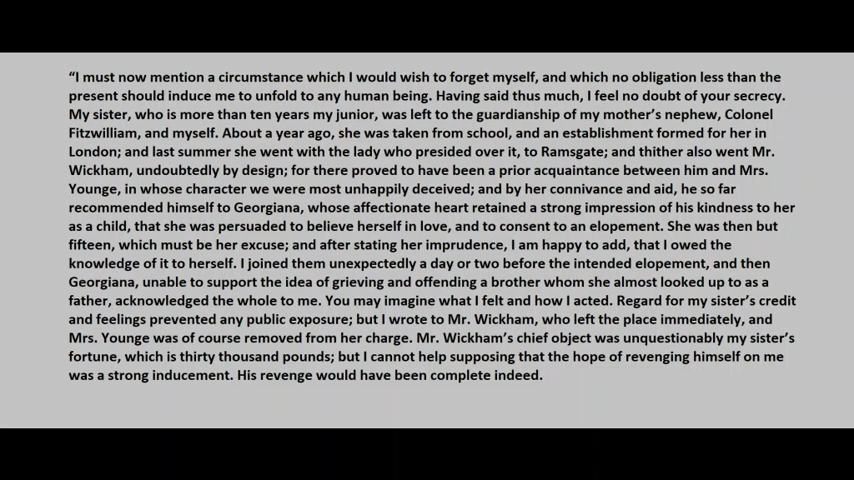 “I must now mention a circumstance which I would wish to forget myself, and which no obligation less than the
present should induce me to unfold to any human being. Having said thus much, I feel no doubt of your secrecy.
My sister, who is more than ten years my junior, was left to the guardianship of my mother’s nephew, Colonel
Fitzwilliam, and myself. About a year ago, she was taken from school, and an establishment formed for her in
London; and last summer she went with the lady who presided over it, to Ramsgate; and thither also went Mr.
Wickham, undoubtedly by design; for there proved to have been a prior acquaintance between him and Mrs.
Younge, in whose character we were most unhappily deceived; and by her connivance and aid, he so far
recommended himself to Georgiana, whose affectionate heart retained a strong impression of his kindness to her
as a child, that she was persuaded to believe herself in love, and to consent to an elopement. She was then but
fifteen, which must be her excuse; and after stating her imprudence, I am happy to add, that I owed the
knowledge of it to herself. I joined them unexpectedly a day or two before the intended elopement, and then
Georgiana, unable to support the idea of grieving and offending a brother whom she almost looked up to as a
father, acknowledged the whole to me. You may imagine what I felt and how I acted. Regard for my sister’s credit
and feelings prevented any public exposure; but I wrote to Mr. Wickham, who left the place immediately, and
Mrs. Younge was of course removed from her charge. Mr. Wickham’s chief object was unquestionably my sister’s
fortune, which is thirty thousand pounds; but I cannot help supposing that the hope of revenging himself on me
was a strong inducement. His revenge would have been complete indeed.